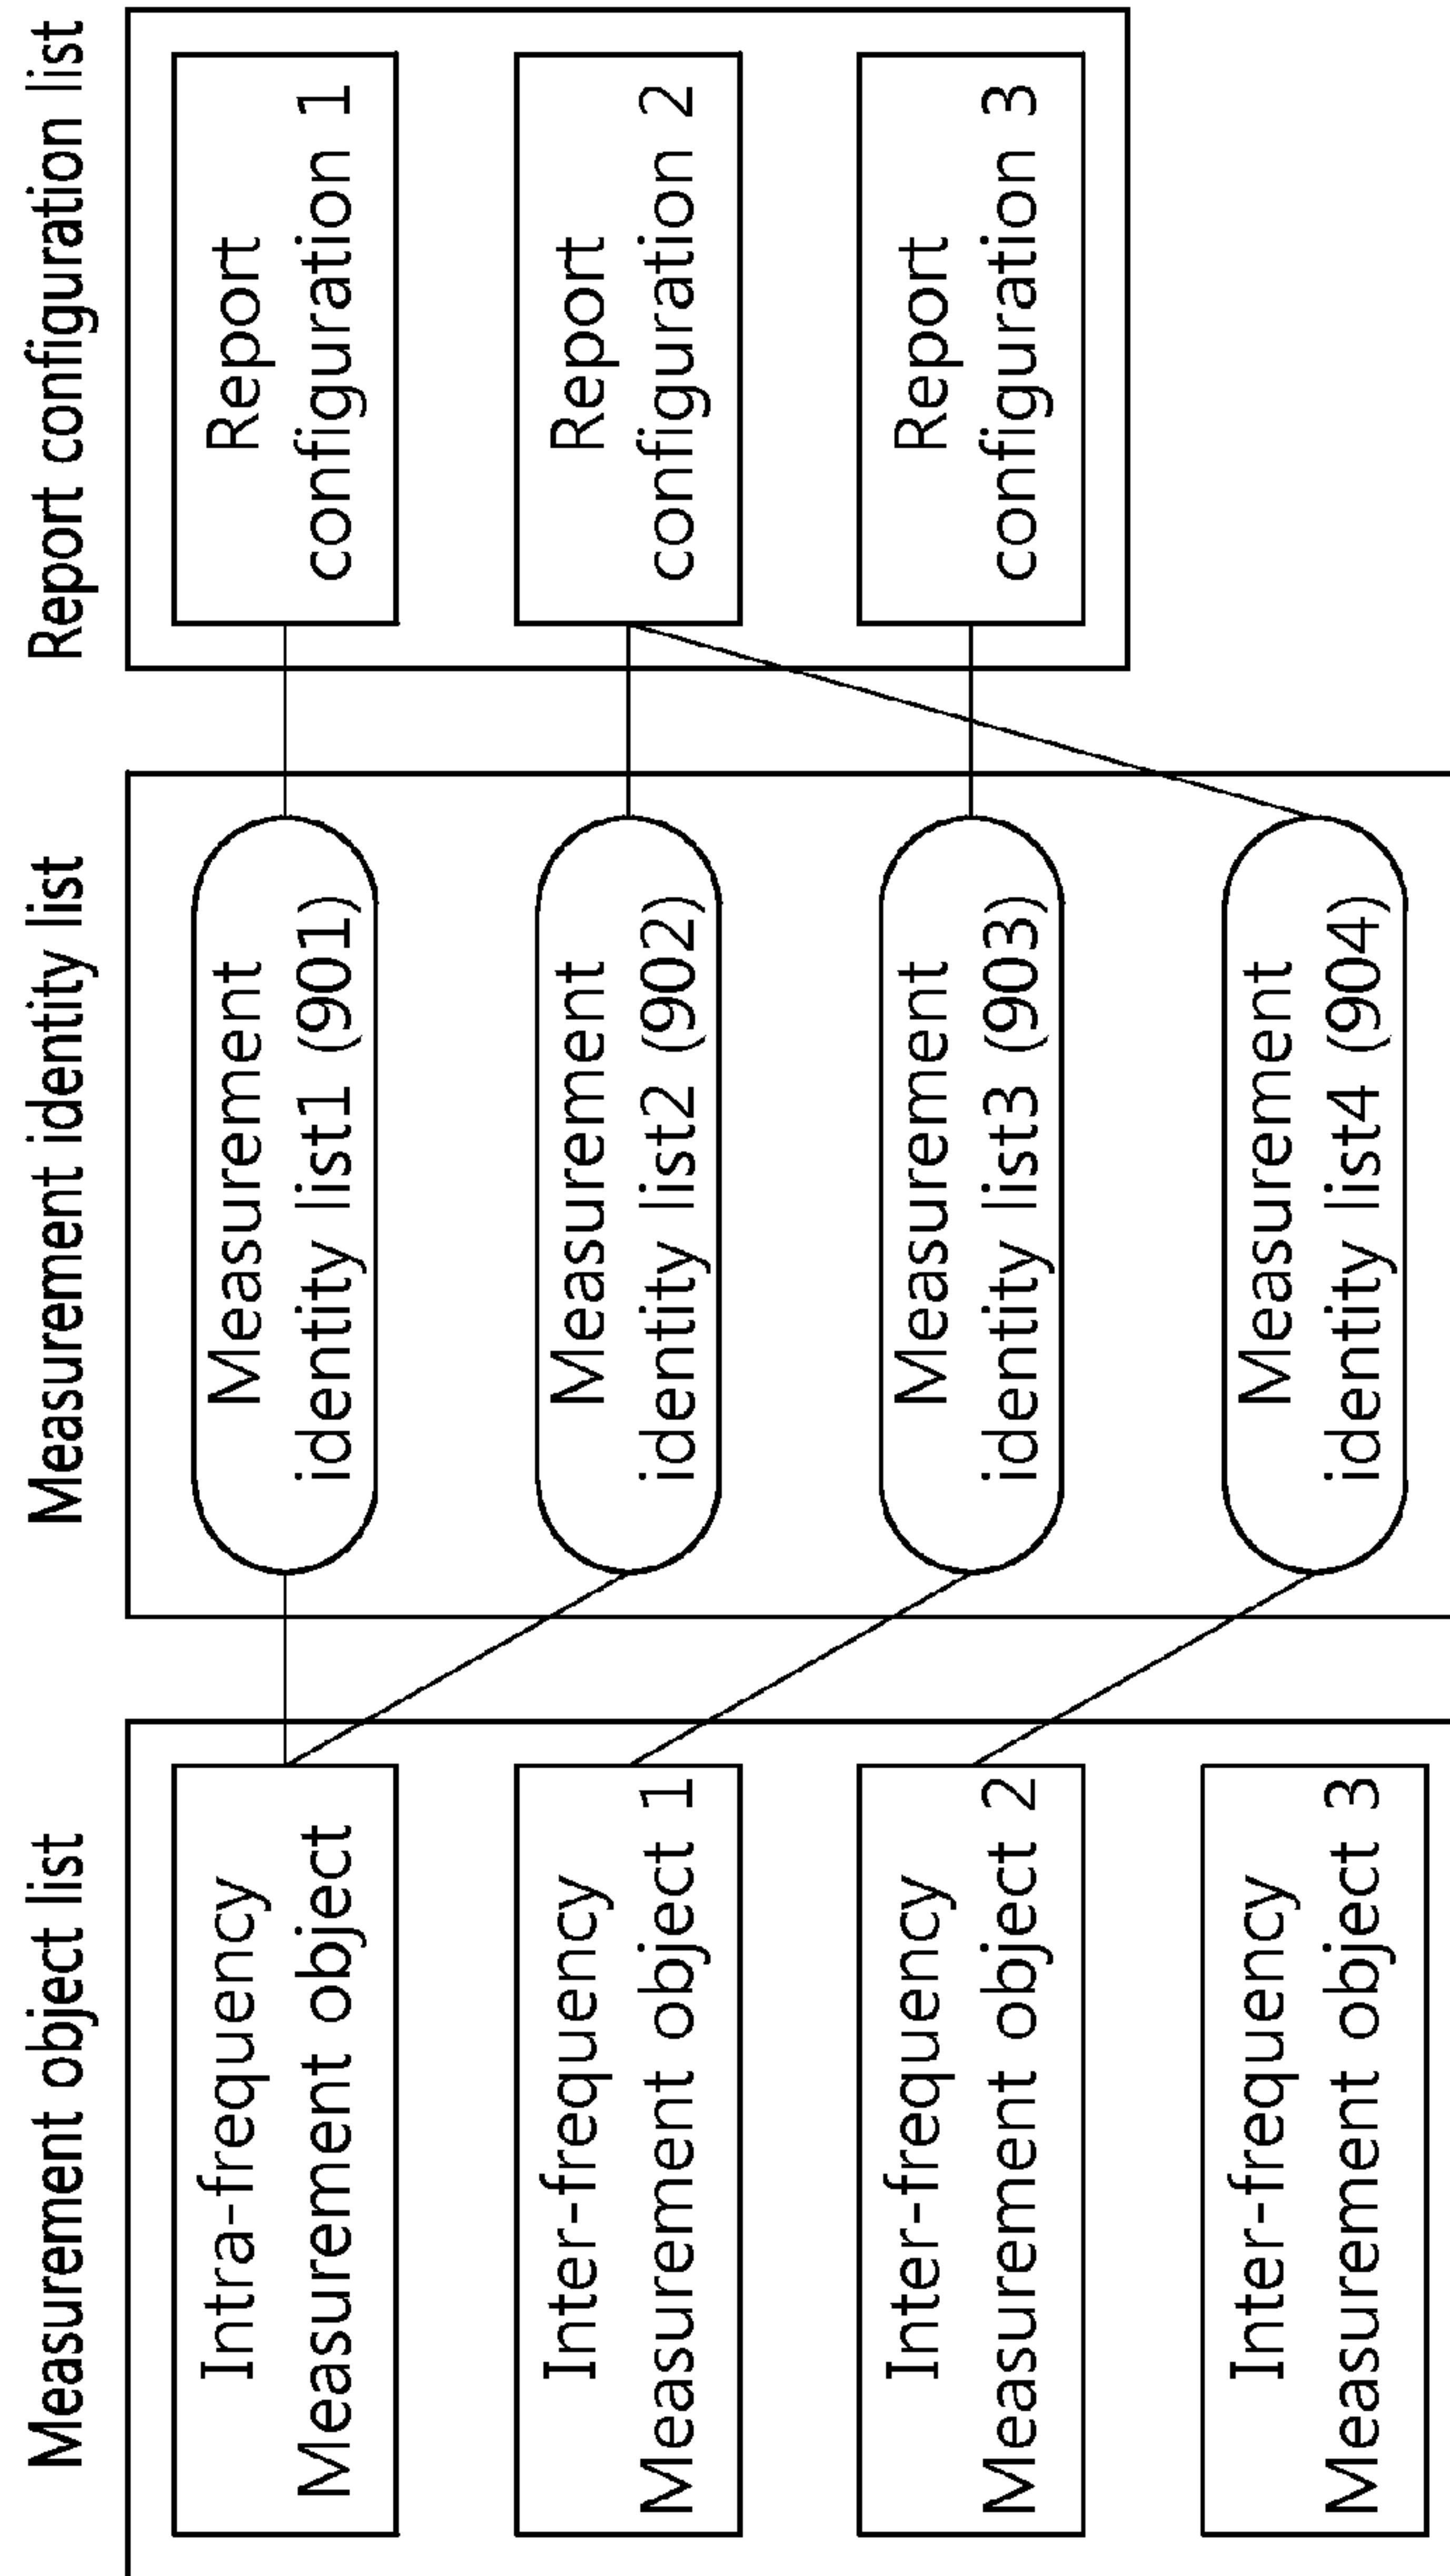 Measurement object list
Measurement identity list
Report configuration list
Intra-frequency
Measurement object
Measurement
identity list1 (901)
Report
configuration 1
Inter-frequency
Measurement object 1
Measurement
identity list2 (902)
Report
configuration 2
Inter-frequency
Measurement object 2
Measurement
identity list3 (903)
Report
configuration 3
Inter-frequency
Measurement object 3
Measurement
identity list4 (904)